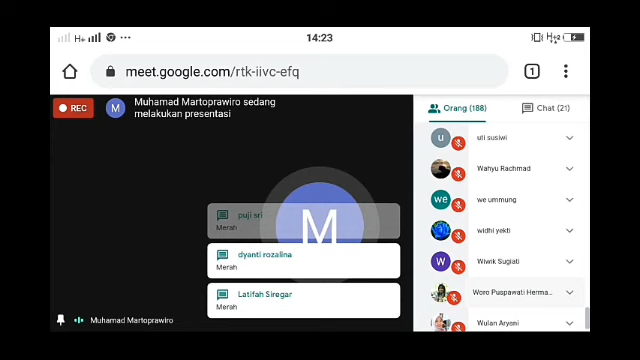 H+
14:23
H+2
meet.google.com/rtk-iivc-efq
1
REC
M
Muhamad Martoprawiro sedang
melakukan presentasi
Orang (188)
Chat (21)
u
uti susiwi
Wahyu Rachmad
we
we ummung
widhi yekti
W
Wiwik Sugiati
Woro Puspawati Herma...
Wulan Aryani
M
puji sri
Merah
dyanti rozalina
Merah
Latifah Siregar
Merah
Muhamad Martoprawiro